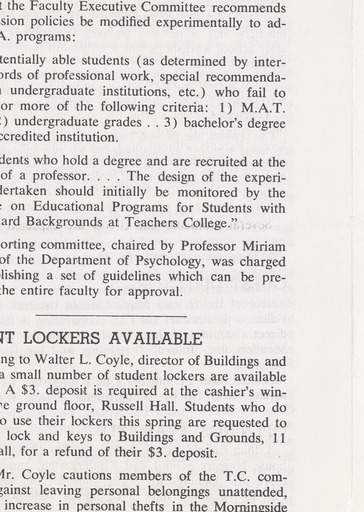 t the Faculty Executive Committee recommends
sion policies be modified experimentally to ad-
A. programs:
tentially able students (as determined by inter-
ords of professional work, special recommenda-
undergraduate institutions, etc.) who fail to
or more of the following criteria: 1) M.A.T.
2) undergraduate grades . . 3) bachelor's degree
ccredited institution.
dents who hold a degree and are recruited at the
of a professor. . . . The design of the experi-
dertaken should initially be monitored by the
e on Educational Programs for Students with
ard Backgrounds at Teachers College."
orting committee, chaired by Professor Miriam
of the Department of Psychology, was charged
lishing a set of guidelines which can be pre-
the entire faculty for approval.
NT LOCKERS AVAILABLE
ng to Walter L. Coyle, director of Buildings and
a small number of student lockers are available
A $3. deposit is required at the cashier's win-
e ground floor, Russell Hall. Students who do
o use their lockers this spring are requested to
lock and keys to Buildings and Grounds, 11
all, for a refund of their $3. deposit.
Mr. Coyle cautions members of the T.C. com-
gainst leaving personal belongings unattended,
increase in personal thefts in the Morningside